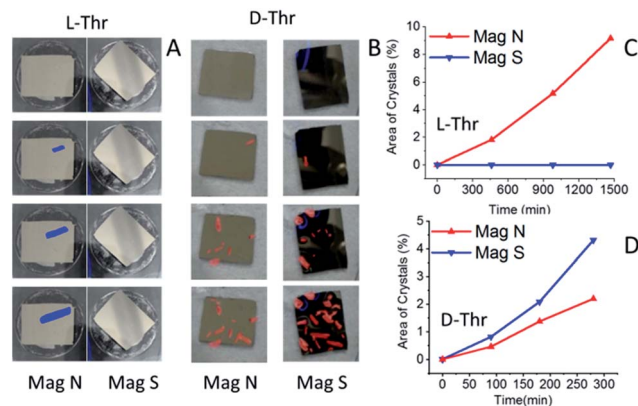 L-Thr
A
D-Thr
B
Mag N
Mag S
Mag N
Mag S
C
Mag N
Mag S
L-Thr
Area of Crystals (%)
10
8
6
4
2
0
0
300
600
900
1200
1500
Time (min)
D
Mag N
Mag S
D-Thr
Area of Crystals (%)
5
4
3
2
1
0
0
50
100
150
200
250
300
Time(min)